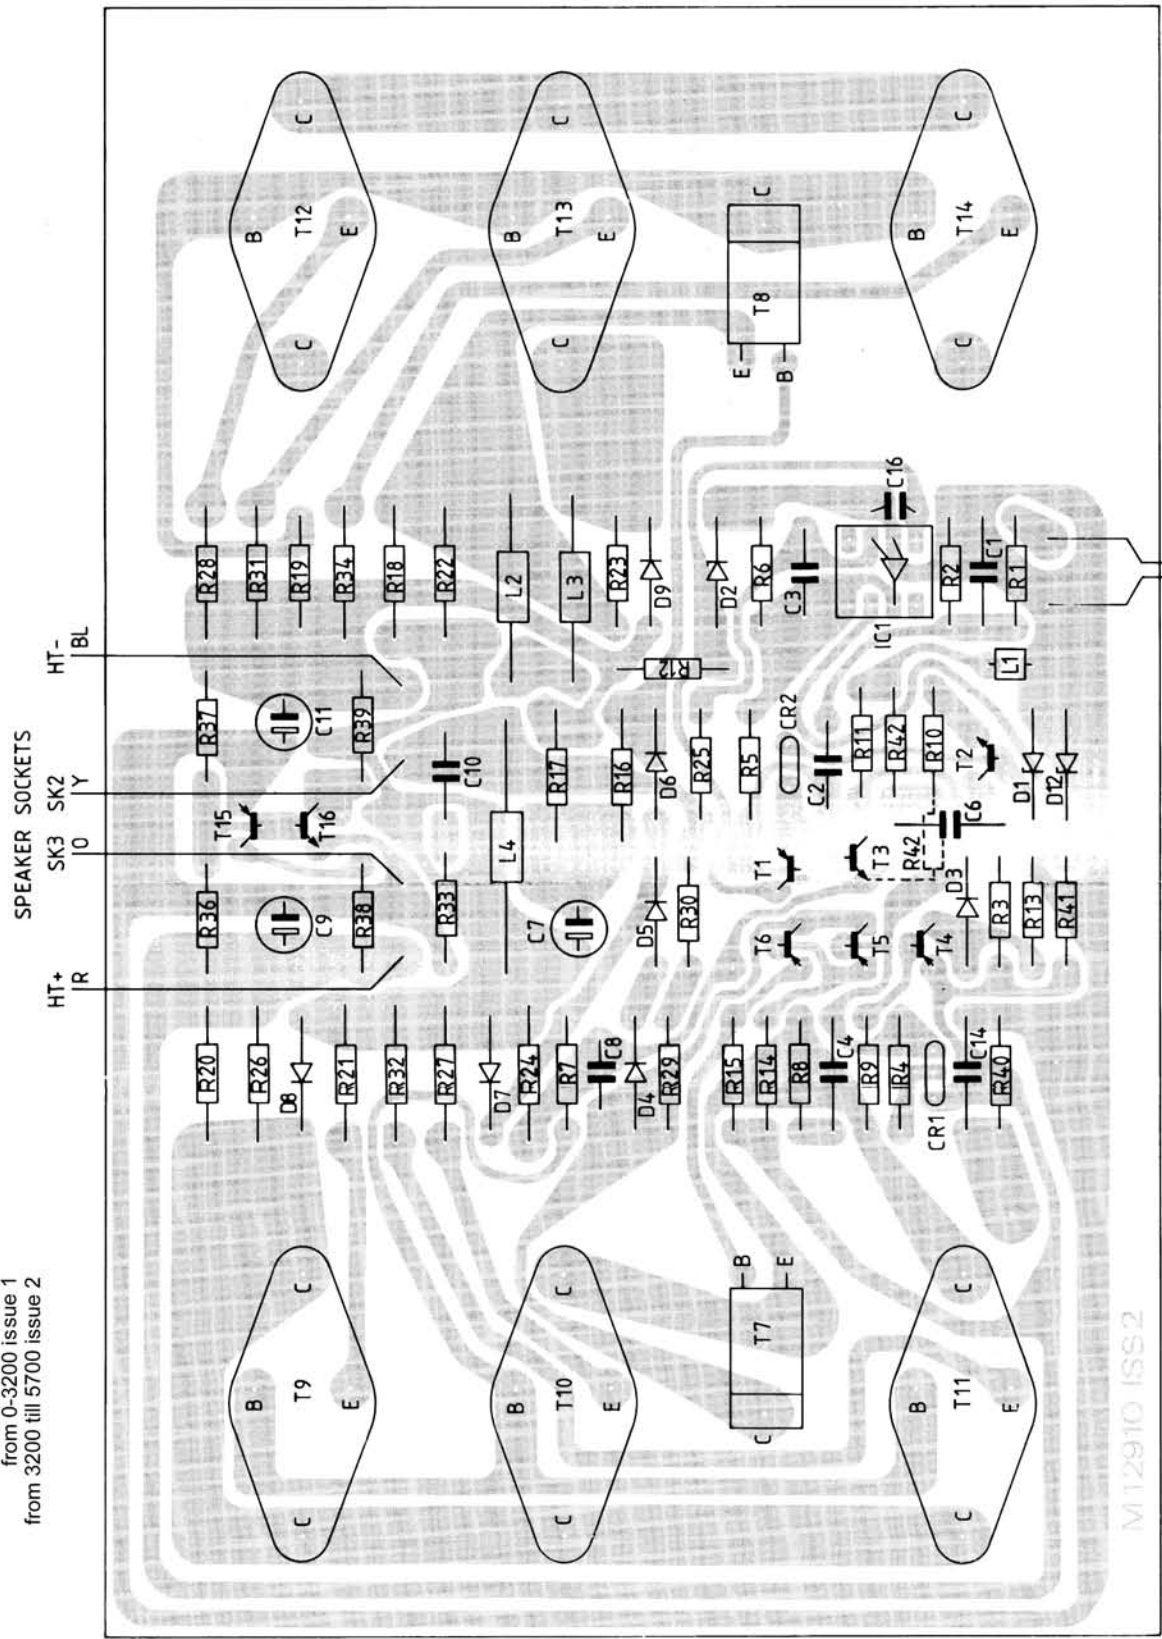 from 0-3200 issue 1
from 3200 till 5700 issue 2
SPEAKER SOCKETS
HT+
R
SK3
O
SK2
Y
HT-
BL
C
B
T12
E
C
C
B
T13
E
C
C
T8
E
B
C
B
T14
E
C
R28
R31
R19
R34
R18
R22
L2
L3
R23
D9
D2
R6
C3
IC1
C16
R2
C1
R1
R12
L1
R37
C11
R39
C10
R17
R16
D6
R25
R5
CR2
C2
R11
R42
R10
T2
D1
D12
T15
T16
L4
T1
T3
R42
C6
R36
C9
R38
R33
C7
D5
R30
T6
T5
T4
D3
R3
R13
R41
R20
R26
D8
R21
R32
R27
D7
R24
R7
C8
D4
R29
R15
R14
R8
C4
R9
R4
CR1
C14
R40
C
B
T9
E
C
C
B
T10
E
C
B
E
T7
C
C
B
T11
E
C
M12910 ISS2